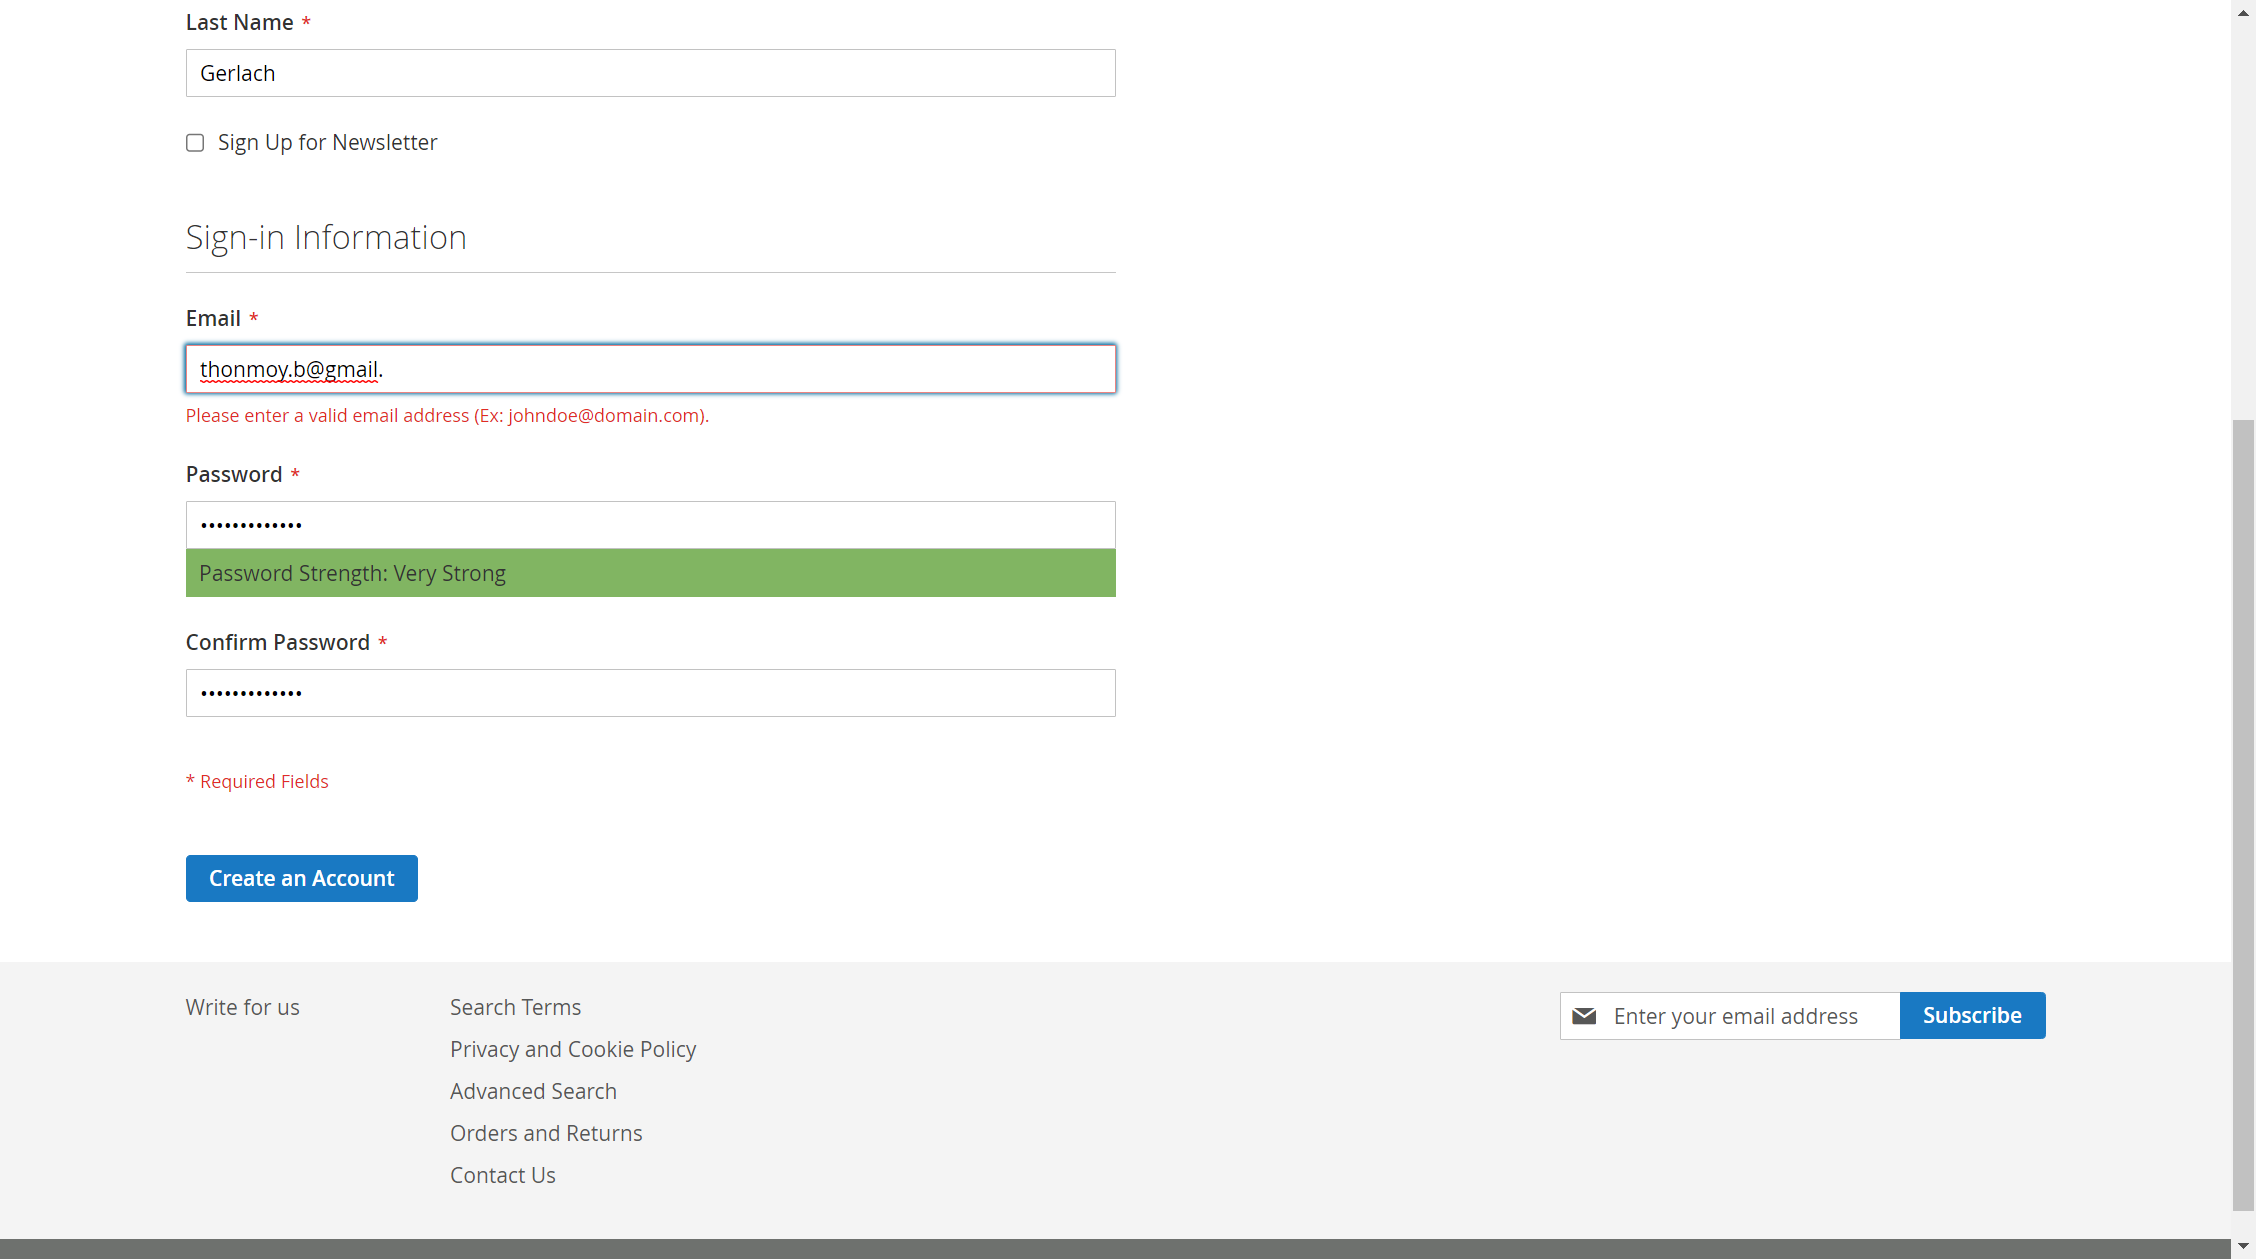 Last Name *
Gerlach
Sign Up for Newsletter
Sign-in Information
Email *
thonmoy.b@gmail.
Please enter a valid email address (Ex: johndoe@domain.com).
Password *
•••••••••••••
Password Strength: Very Strong
Confirm Password *
•••••••••••••
* Required Fields
Create an Account
Write for us
Search Terms
Privacy and Cookie Policy
Advanced Search
Orders and Returns
Contact Us
Enter your email address
Subscribe